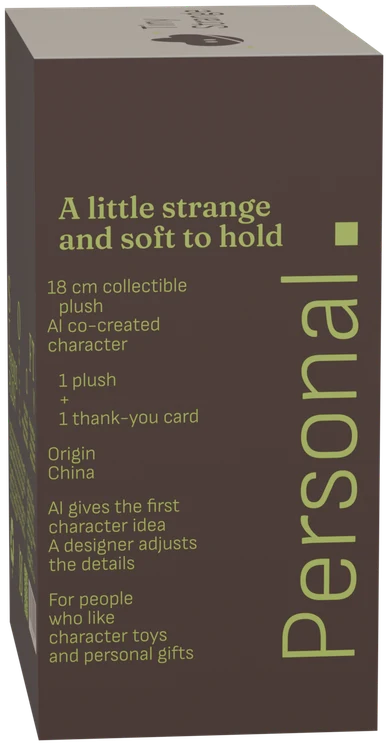 A little strange
and soft to hold
18 cm collectible
plush
AI co-created
character
1 plush
+
1 thank-you card
Origin
China
AI gives the first
character idea
A designer adjusts
the details
For people
who like
character toys
and personal gifts
Personal